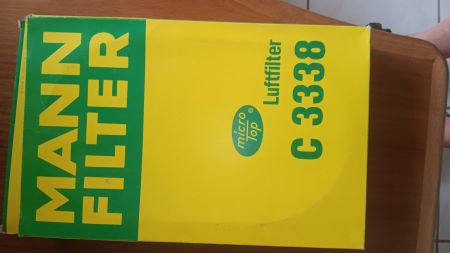 MANN
FILTER
micro
Top
®
Luftfilter
C 3338